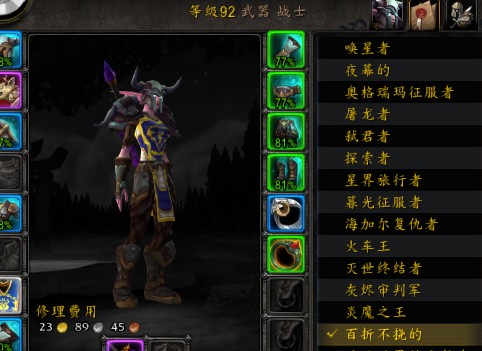 等级92 武器 战士
77%
77%
81%
81%
修理费用
23 89 45
唤星者
夜幕的
奥格瑞玛征服者
屠龙者
弑君者
探索者
星界旅行者
暮光征服者
海加尔复仇者
火车王
灭世终结者
灰烬审判军
炎魔之王
百折不挠的